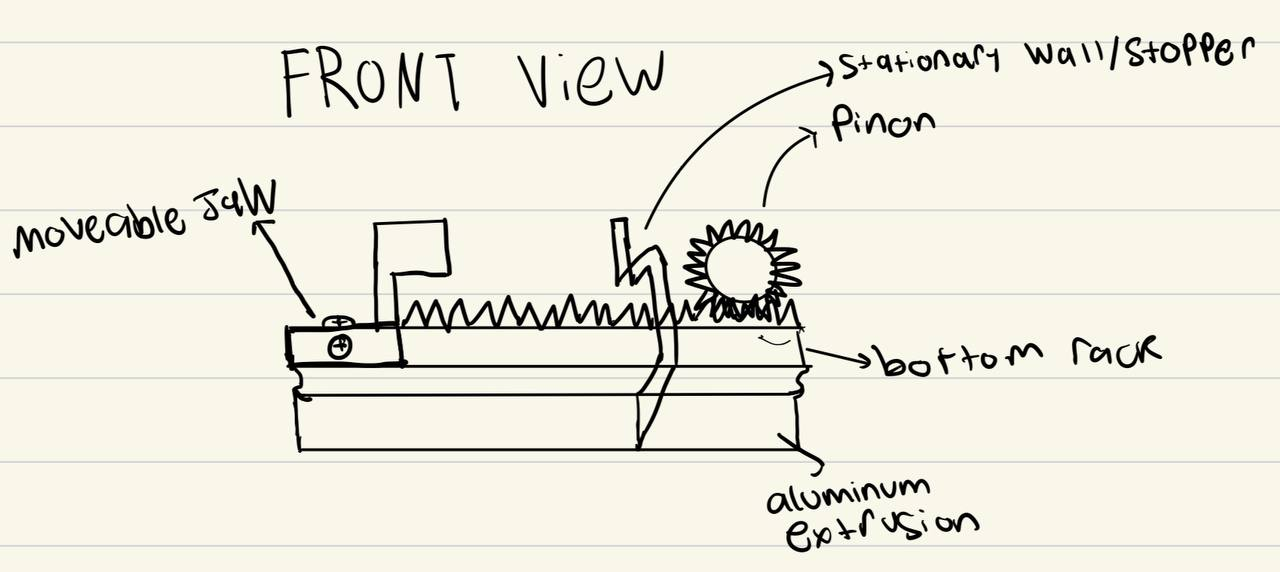 FRONT View
stationary wall/stopper
Pinon
moveable Jaw
bottom rack
aluminum
extrusion